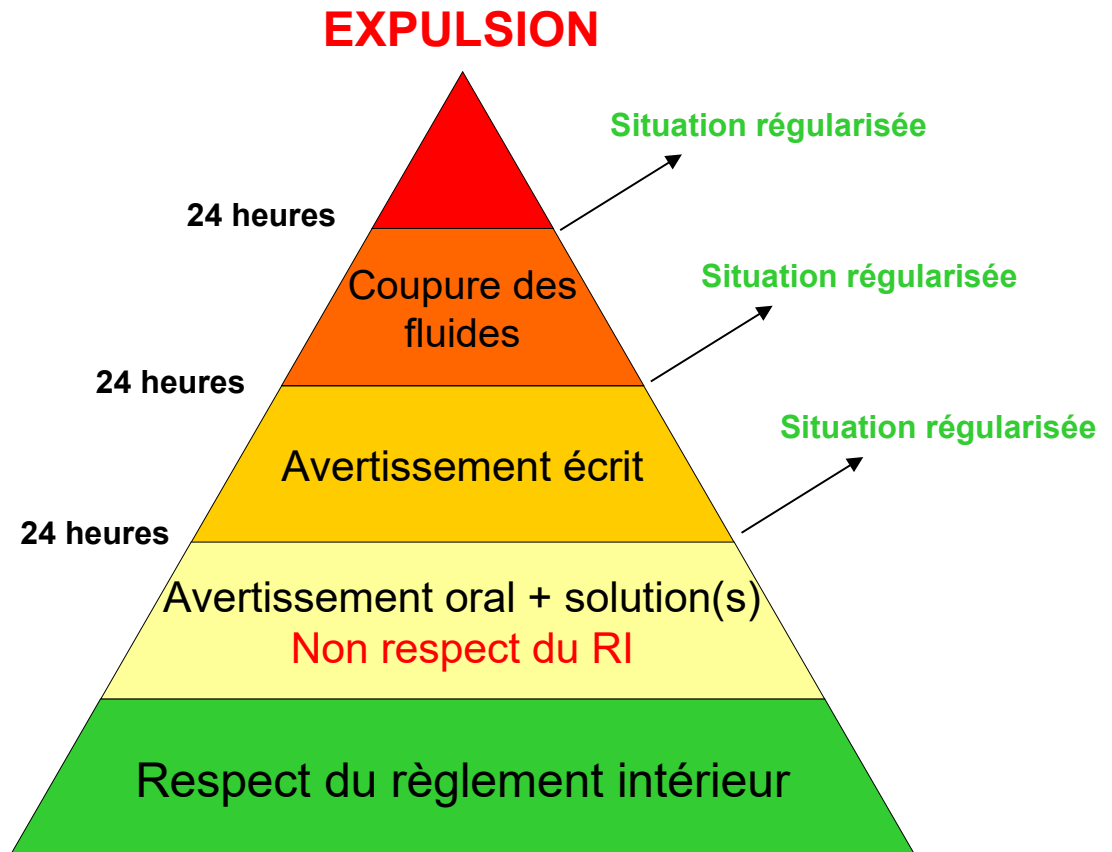 EXPULSION
Situation régularisée
24 heures
Coupure des
fluides
Situation régularisée
24 heures
Avertissement écrit
Situation régularisée
24 heures
Avertissement oral + solution(s)
Non respect du RI
Respect du règlement intérieur